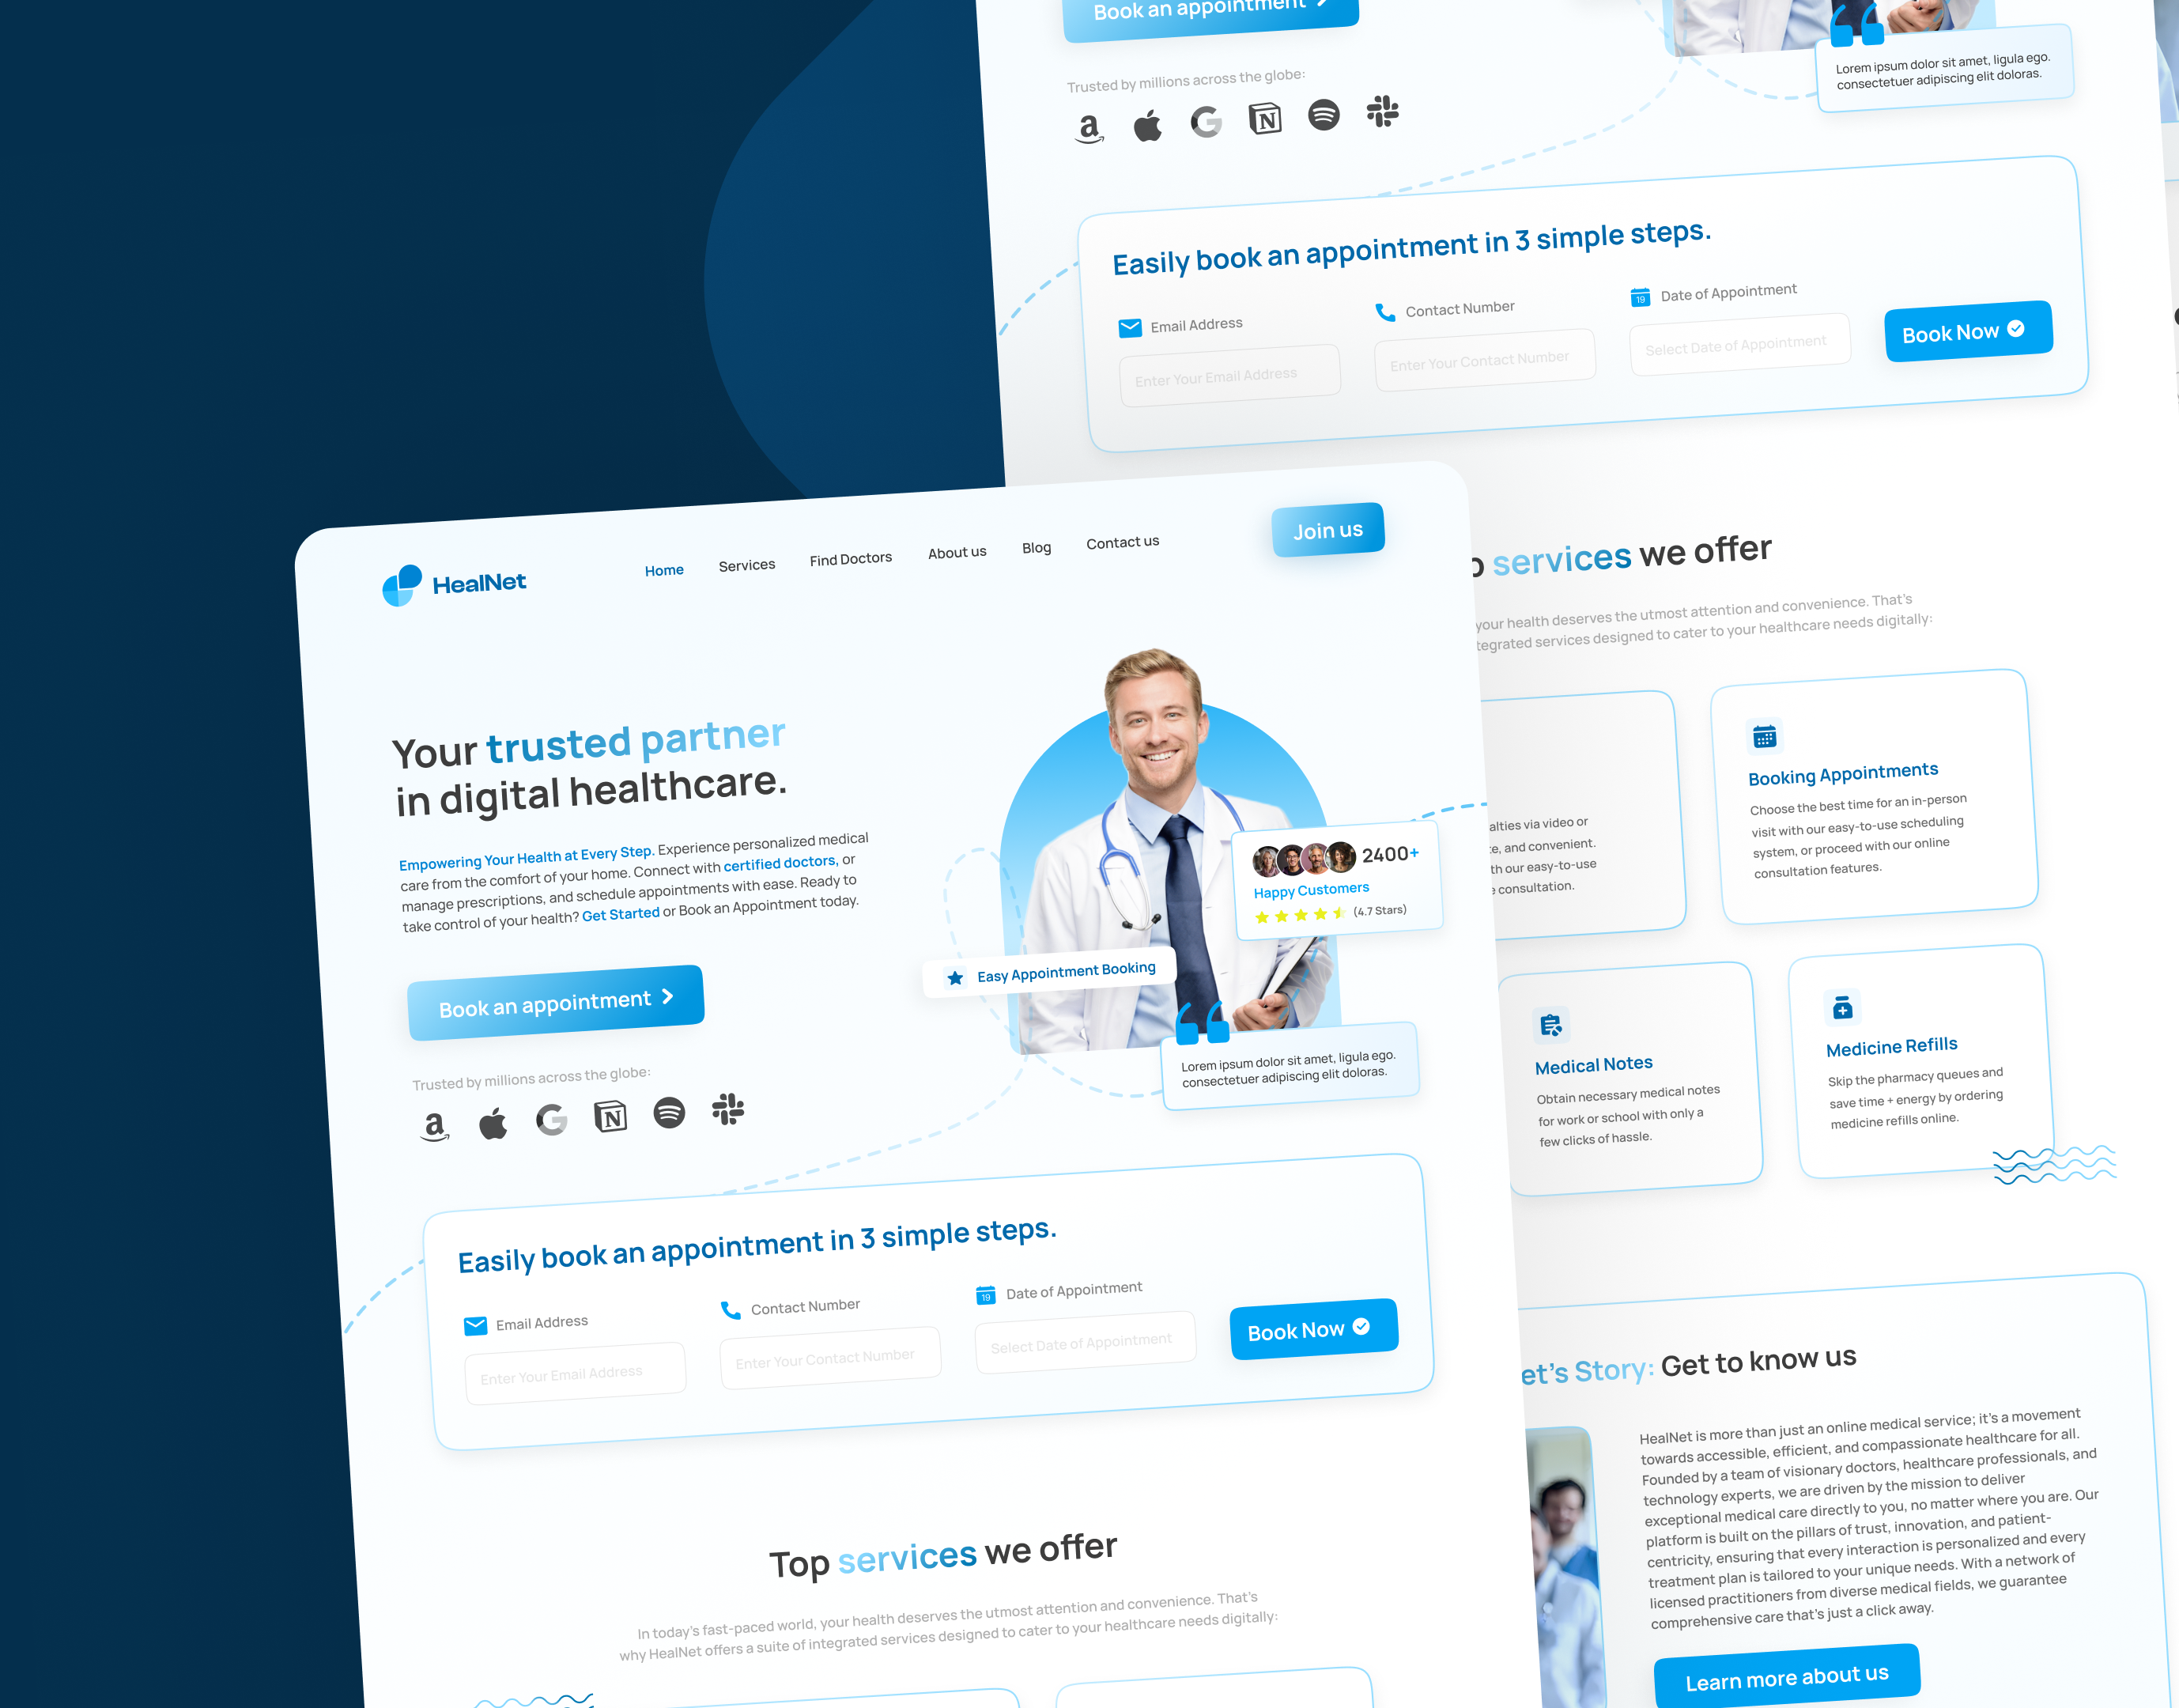 Book an appointment
Trusted by millions across the globe:
Lorem ipsum dolor sit amet, ligula ego.
consectetuer adipiscing elit doloras.
Easily book an appointment in 3 simple steps.
Email Address
Enter Your Email Address
Contact Number
Enter Your Contact Number
19
Date of Appointment
Select Date of Appointment
Book Now
services we offer
your health deserves the utmost attention and convenience. That's
services designed to cater to your healthcare needs digitally:
via video or
and convenient.
our easy-to-use
consultation.
Booking Appointments
Choose the best time for an in-person
visit with our easy-to-use scheduling
system, or proceed with our online
consultation features.
Medical Notes
Obtain necessary medical notes
for work or school with only a
few clicks of hassle.
Medicine Refills
Skip the pharmacy queues and
save time + energy by ordering
medicine refills online.
Story: Get to know us
HealNet is more than just an online medical service; it's a movement
towards accessible, efficient, and compassionate healthcare for all.
Founded by a team of visionary doctors, healthcare professionals, and
technology experts, we are driven by the mission to deliver
exceptional medical care directly to you, no matter where you are. Our
platform is built on the pillars of trust, innovation, and patient-
centricity, ensuring that every interaction is personalized and every
treatment plan is tailored to your unique needs. With a network of
licensed practitioners from diverse medical fields, we guarantee
comprehensive care that's just a click away.
Learn more about us
HealNet
Home
Services
Find Doctors
About us
Blog
Contact us
Join us
Your trusted partner
in digital healthcare.
Empowering Your Health at Every Step. Experience personalized medical
care from the comfort of your home. Connect with certified doctors, or
manage prescriptions, and schedule appointments with ease. Ready to
take control of your health? Get Started or Book an Appointment today.
Book an appointment
Trusted by millions across the globe:
2400+
Happy Customers
(4.7 Stars)
Easy Appointment Booking
Lorem ipsum dolor sit amet, ligula ego.
consectetuer adipiscing elit doloras.
Easily book an appointment in 3 simple steps.
Email Address
Enter Your Email Address
Contact Number
Enter Your Contact Number
19
Date of Appointment
Select Date of Appointment
Book Now
Top services we offer
In today's fast-paced world, your health deserves the utmost attention and convenience. That's
why HealNet offers a suite of integrated services designed to cater to your healthcare needs digitally: